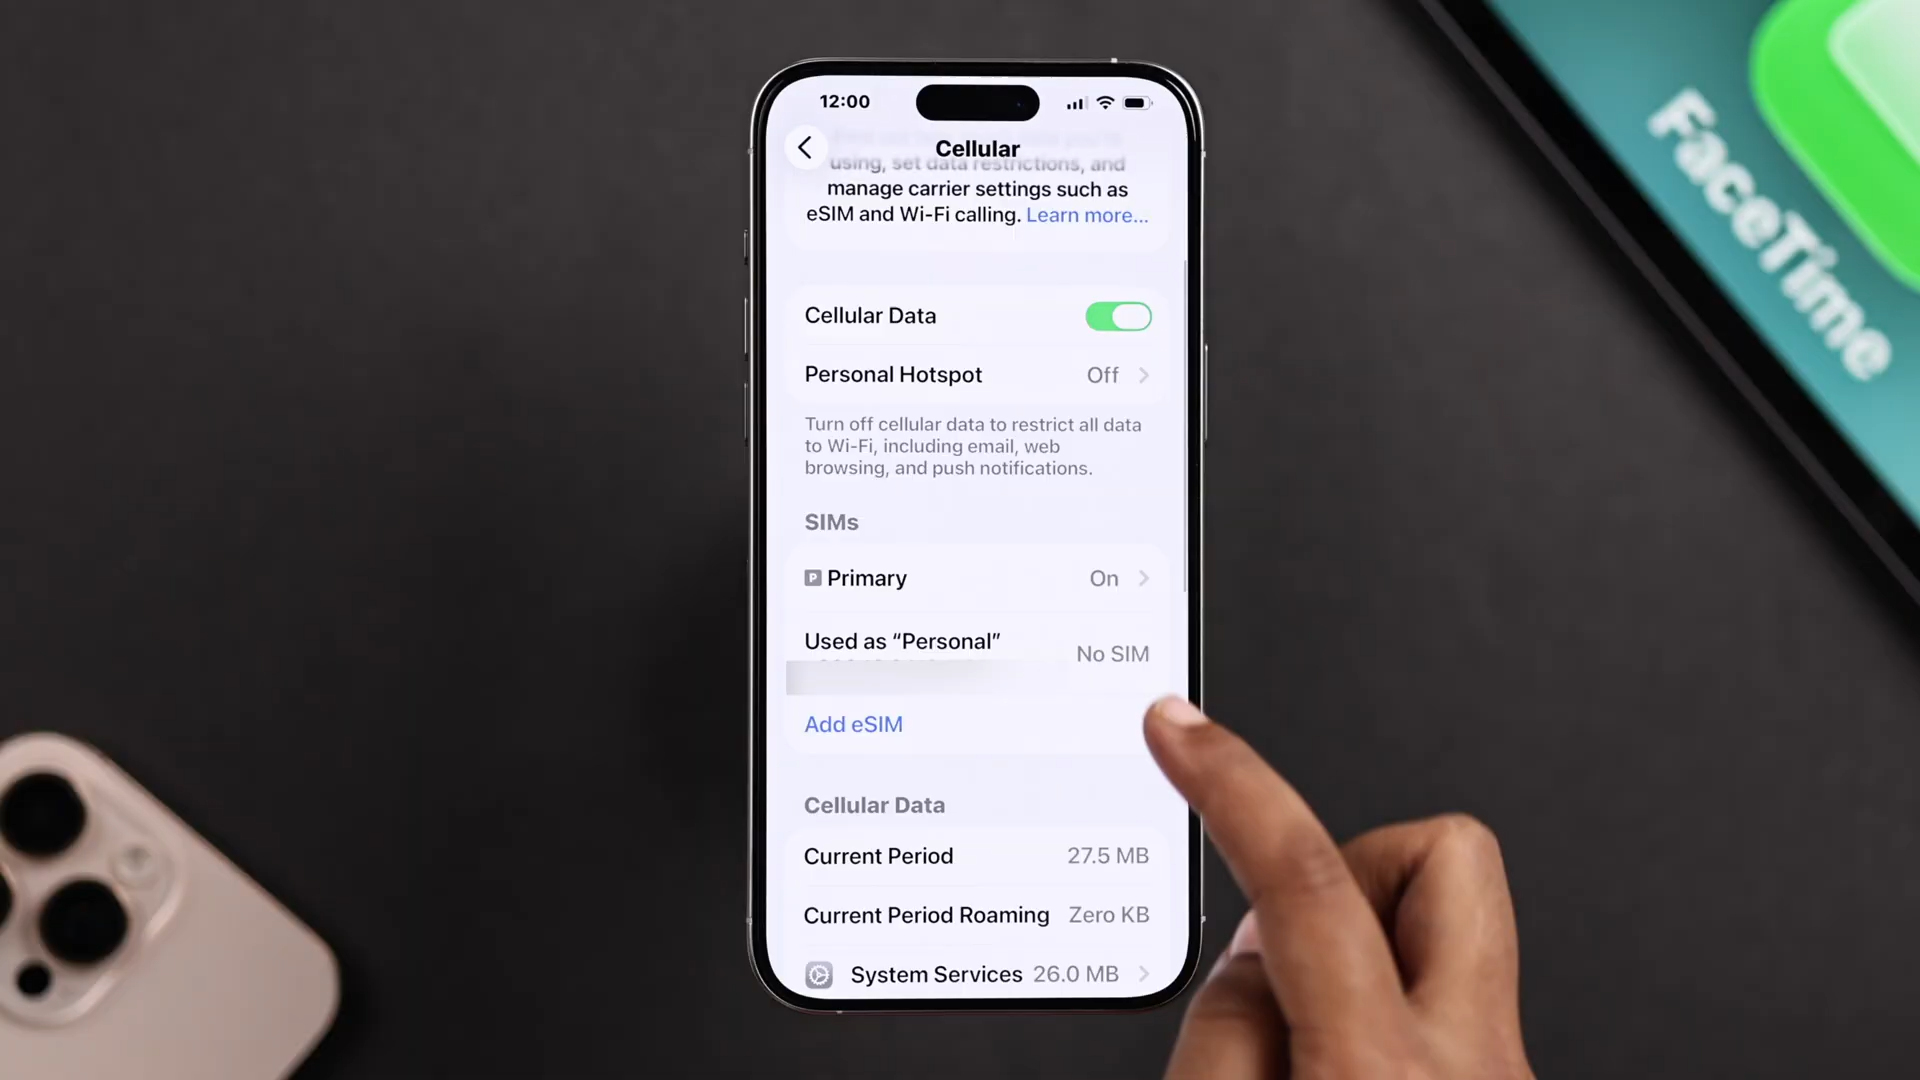 12:00
Cellular
using, set data restrictions, and
manage carrier settings such as
eSIM and Wi-Fi calling. Learn more...
Cellular Data
Personal Hotspot Off
Turn off cellular data to restrict all data
to Wi-Fi, including email, web
browsing, and push notifications.
SIMs
P Primary On
Used as “Personal” No SIM
Add eSIM
Cellular Data
Current Period 27.5 MB
Current Period Roaming Zero KB
System Services 26.0 MB
FaceTime